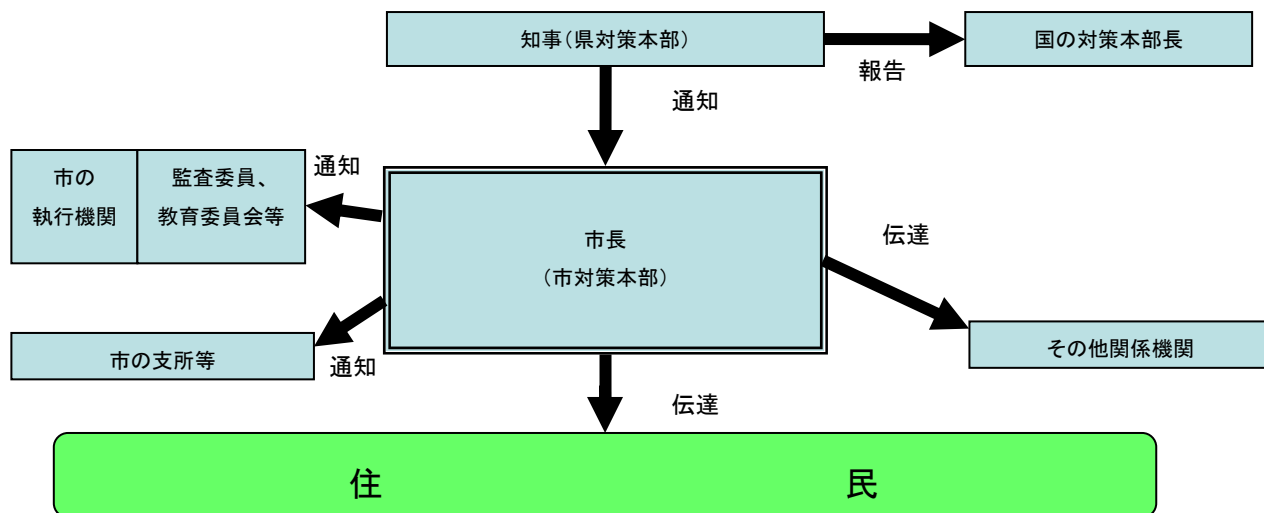 知事（県対策本部）
国の対策本部長
報告
通知
市の
執行機関
監査委員、
教育委員会等
通知
市長
（市対策本部）
伝達
市の支所等
通知
その他関係機関
伝達
住　民